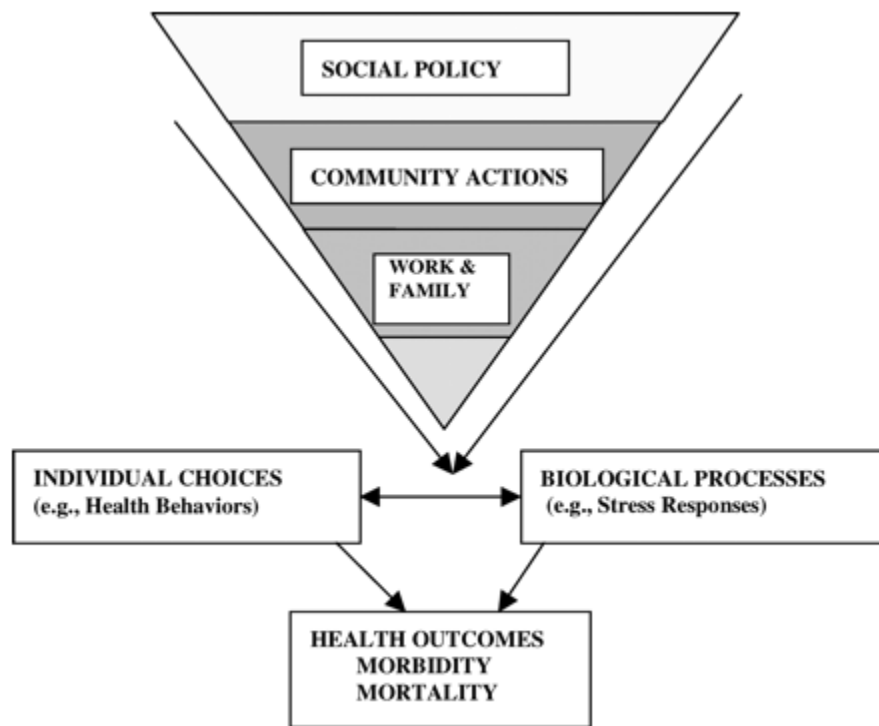 SOCIAL POLICY
COMMUNITY ACTIONS
WORK &
FAMILY
INDIVIDUAL CHOICES
(e.g., Health Behaviors)
BIOLOGICAL PROCESSES
(e.g., Stress Responses)
HEALTH OUTCOMES
MORBIDITY
MORTALITY